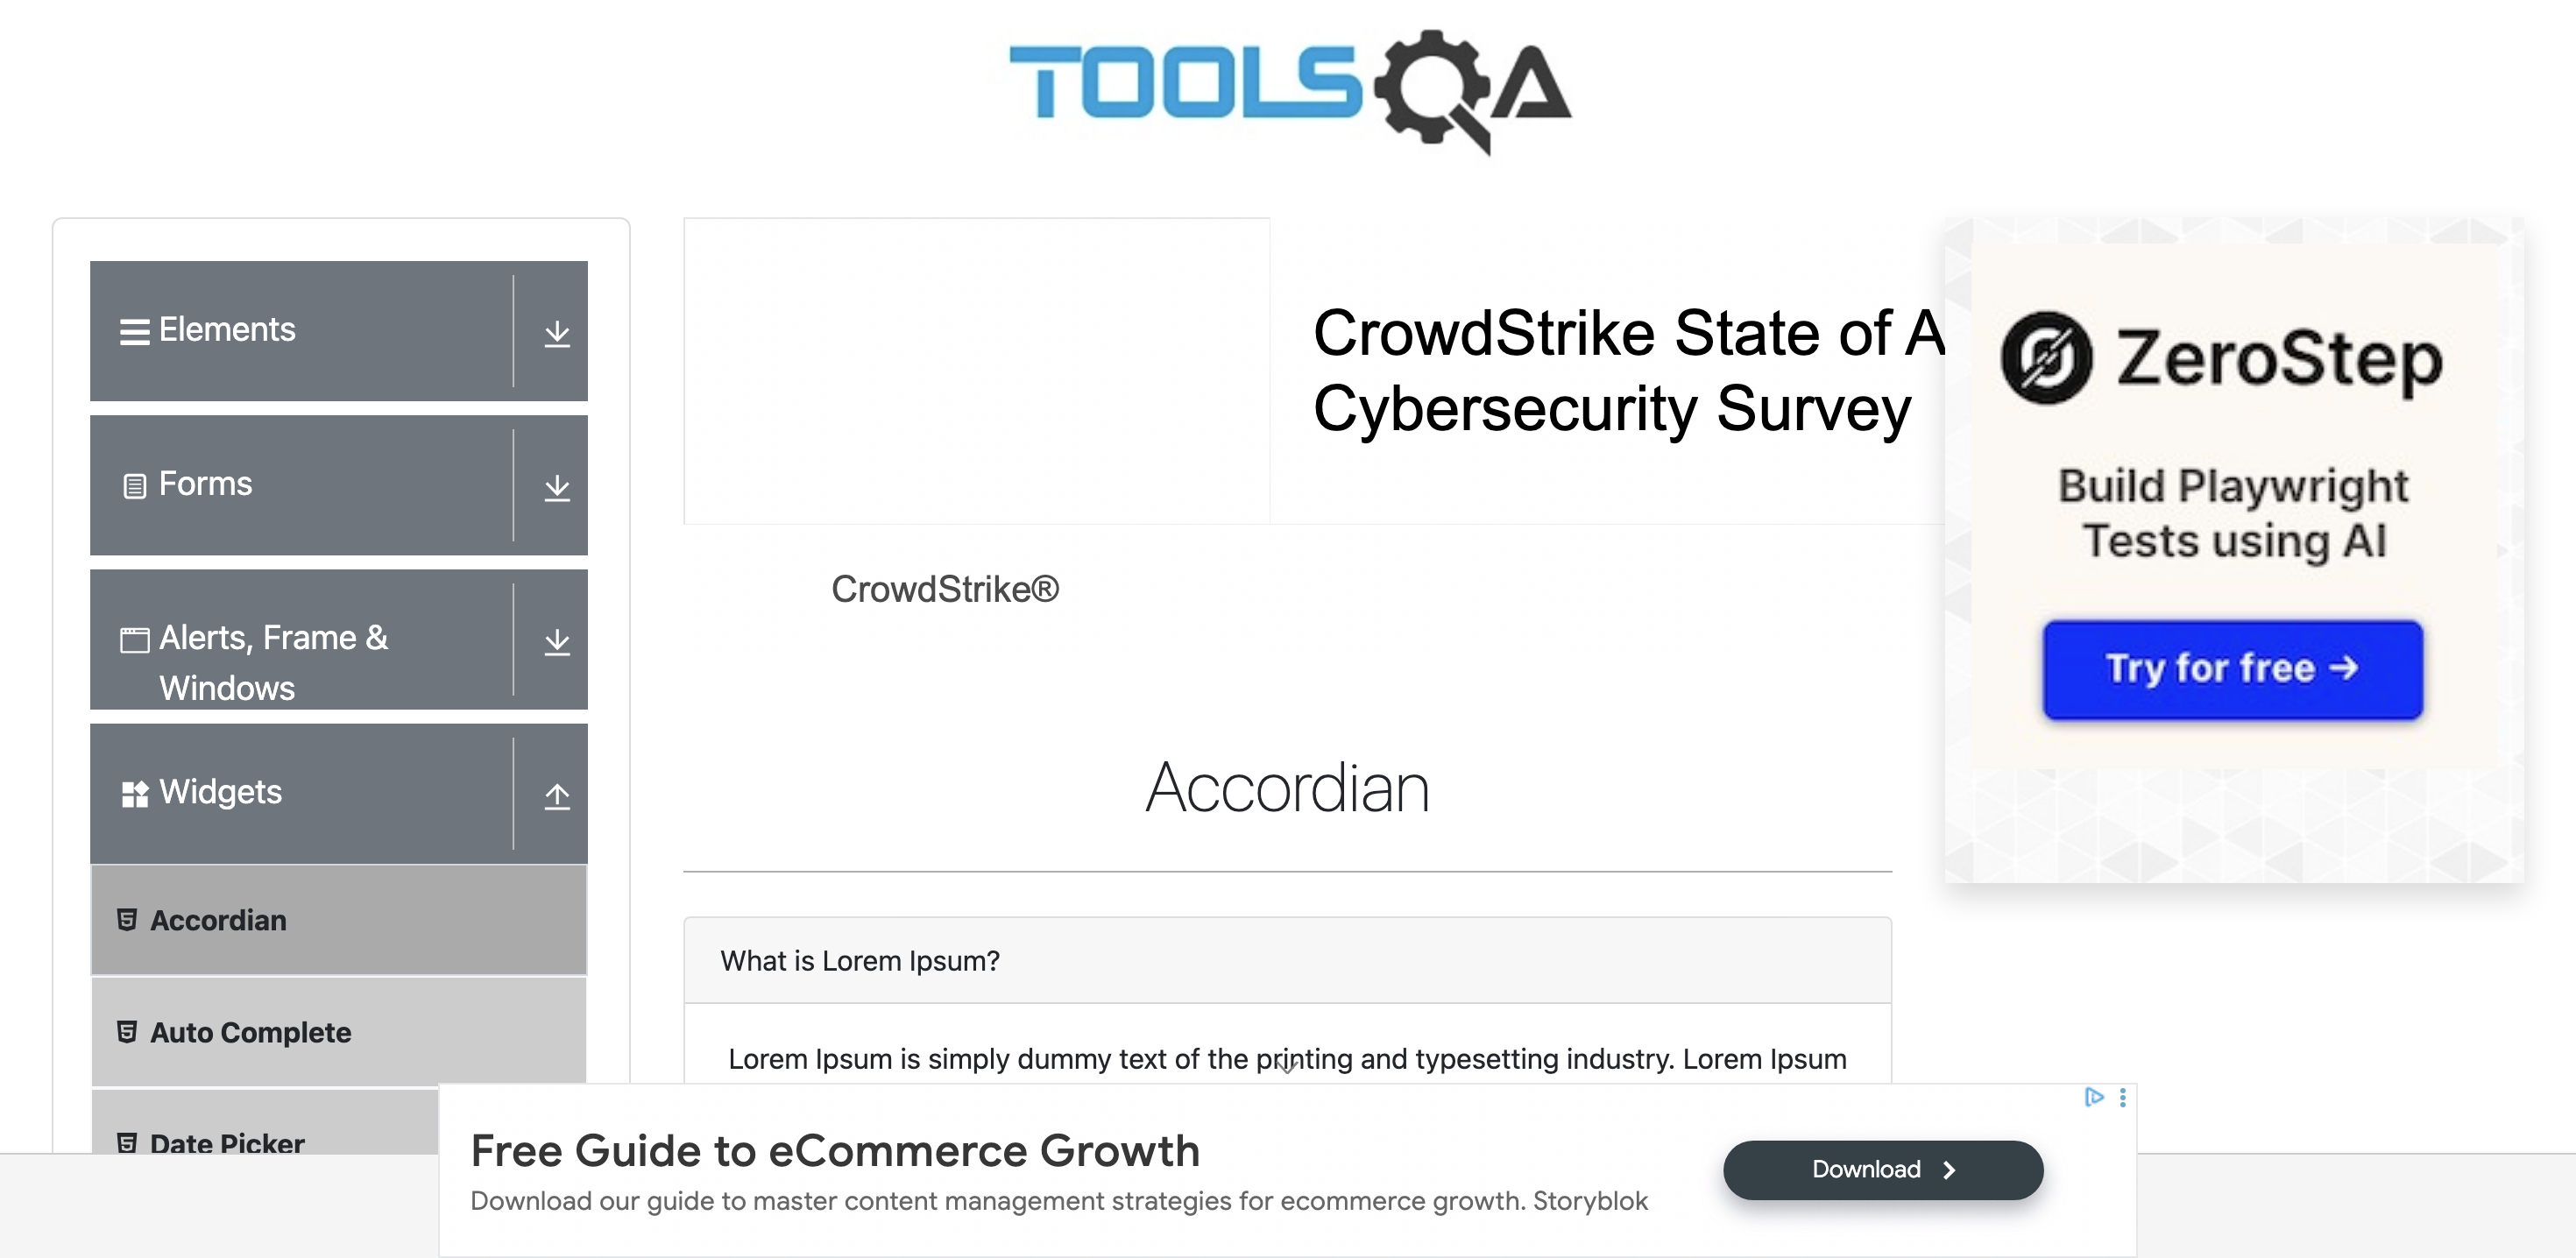 TOOLSQA
Elements
Forms
Alerts, Frame &
Windows
Widgets
Accordian
Auto Complete
Date Picker
CrowdStrike State of A
Cybersecurity Survey
CrowdStrike®
Accordian
What is Lorem Ipsum?
Lorem Ipsum is simply dummy text of the printing and typesetting industry. Lorem Ipsum
ZeroStep
Build Playwright
Tests using AI
Try for free →
Free Guide to eCommerce Growth
Download our guide to master content management strategies for ecommerce growth. Storyblok
Download